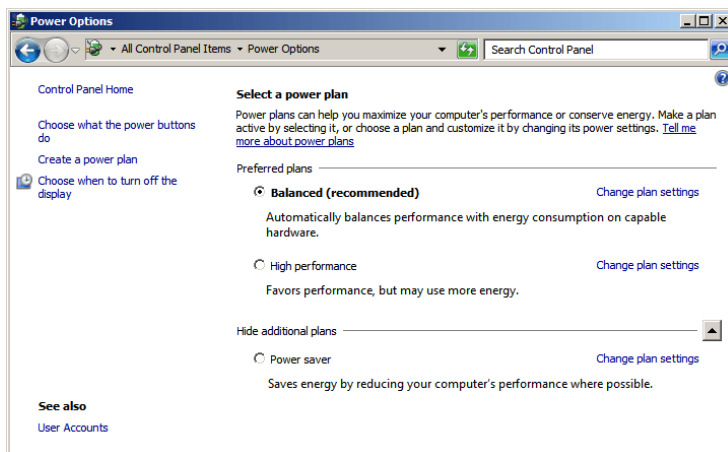 Power Options
All Control Panel Items
Power Options
Search Control Panel
Control Panel Home
Choose what the power buttons
do
Create a power plan
Choose when to turn off the
display
See also
User Accounts
Select a power plan
Power plans can help you maximize your computer's performance or conserve energy. Make a plan
active by selecting it, or choose a plan and customize it by changing its power settings. Tell me
more about power plans
Preferred plans
Balanced (recommended) Change plan settings
Automatically balances performance with energy consumption on capable
hardware.
High performance Change plan settings
Favors performance, but may use more energy.
Hide additional plans
Power saver Change plan settings
Saves energy by reducing your computer's performance where possible.